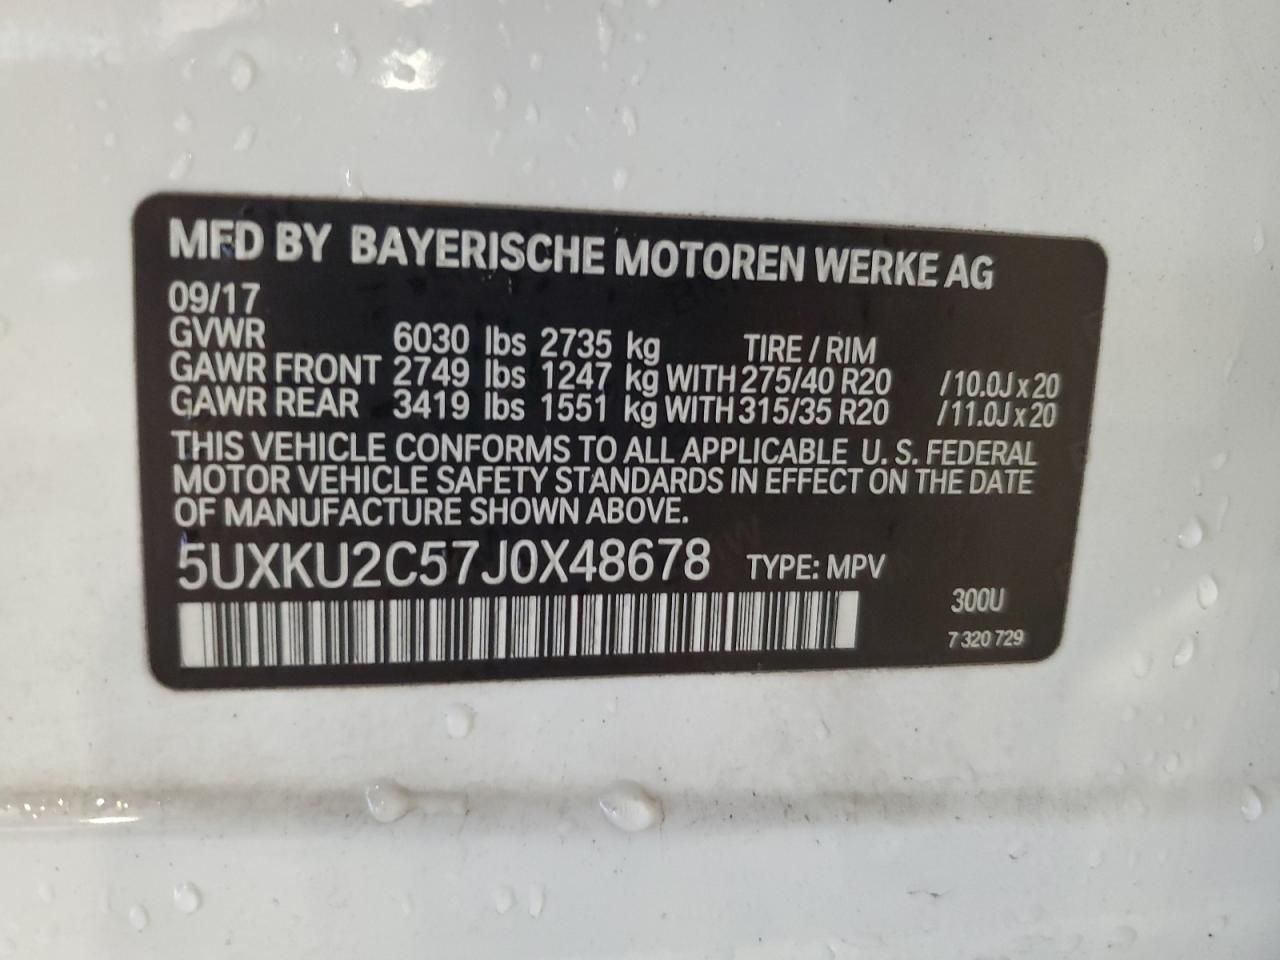 MFD BY BAYERISCHE MOTOREN WERKE AG
09/17
GVWR 6030 lbs 2735 kg TIRE / RIM
GAWR FRONT 2749 lbs 1247 kg WITH 275/40 R20 /10.0J x 20
GAWR REAR 3419 lbs 1551 kg WITH 315/35 R20 /11.0J x 20
THIS VEHICLE CONFORMS TO ALL APPLICABLE U. S. FEDERAL
MOTOR VEHICLE SAFETY STANDARDS IN EFFECT ON THE DATE
OF MANUFACTURE SHOWN ABOVE.
5UXKU2C57J0X48678 TYPE: MPV
300U
7 320 729